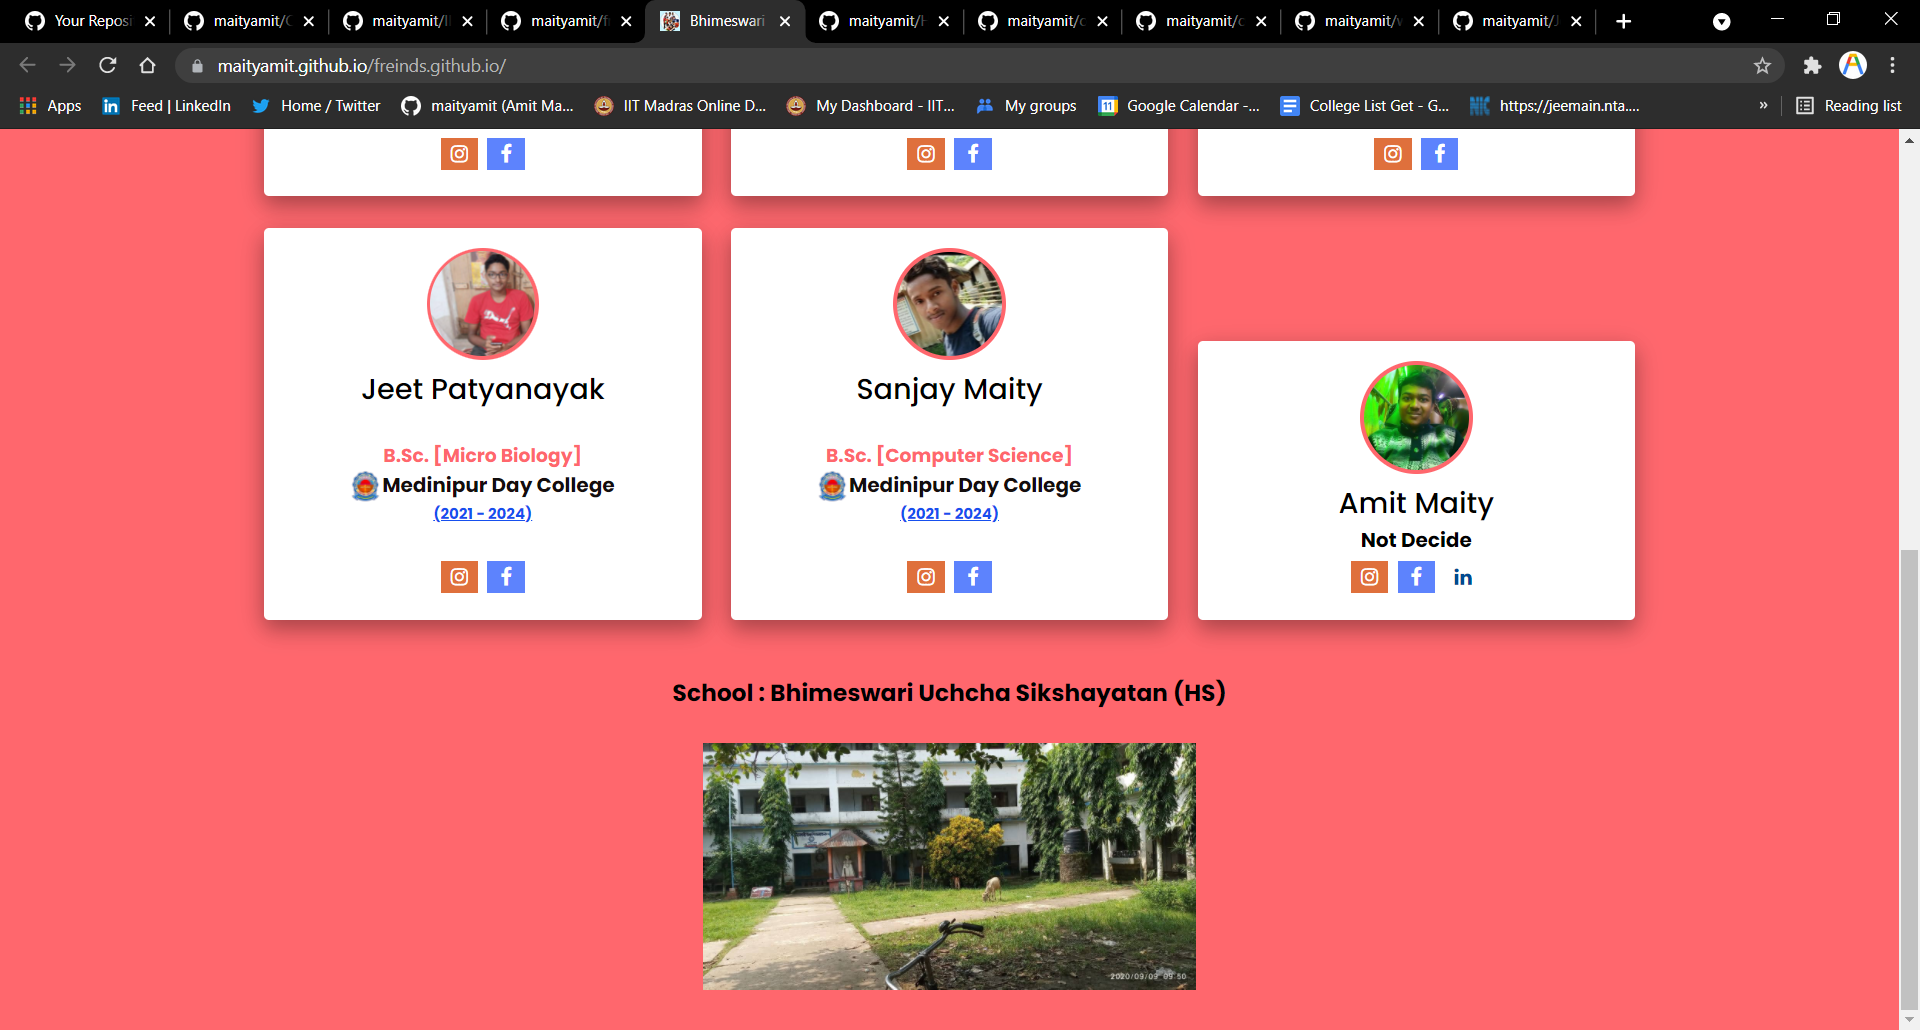 Your Reposi
maityamit/
maityamit/
maityamit/
Bhimeswari
maityamit/
maityamit/
maityamit/
maityamit/
maityamit/
maityamit.github.io/freinds.github.io/
Apps
Feed | LinkedIn
Home / Twitter
maityamit (Amit Ma...
IIT Madras Online D...
My Dashboard - IIT...
My groups
11
Google Calendar -...
College List Get - G...
https://jeemain.nta....
»
Reading list
Jeet Patyanayak
B.Sc. [Micro Biology]
Medinipur Day College
(2021 - 2024)
Sanjay Maity
B.Sc. [Computer Science]
Medinipur Day College
(2021 - 2024)
Amit Maity
Not Decide
in
School : Bhimeswari Uchcha Sikshayatan (HS)
2020/09/09 09:50